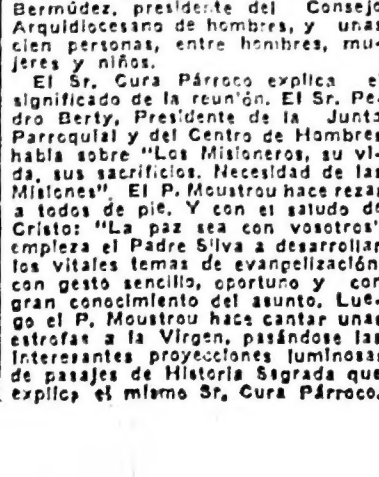 Bermúdez, presidente del Consejo
Arquidiocesano de hombres, y unas
cien personas, entre hombres, mu-
jeres y niños.
El Sr. Cura Párroco explica el
significado de la reunión. El Sr. Pe-
dro Berty, Presidente de la Junta
Parroquial y del Centro de Hombres
habla sobre "Los Misioneros, su vi-
da, sus sacrificios. Necesidad de las
Misiones". El P. Moustrou hace rezar
a todos de pie. Y con el saludo de
Cristo: "La paz sea con vosotros"
empieza el Padre Silva a desarrollar
los vitales temas de evangelización,
con gesto sencillo, oportuno y con
gran conocimiento del asunto. Lue-
go el P. Moustrou hace cantar unas
estrofas a la Virgen, pasándose las
interesantes proyecciones luminosas
de pasajes de Historia Sagrada que
explica el mismo Sr. Cura Párroco.